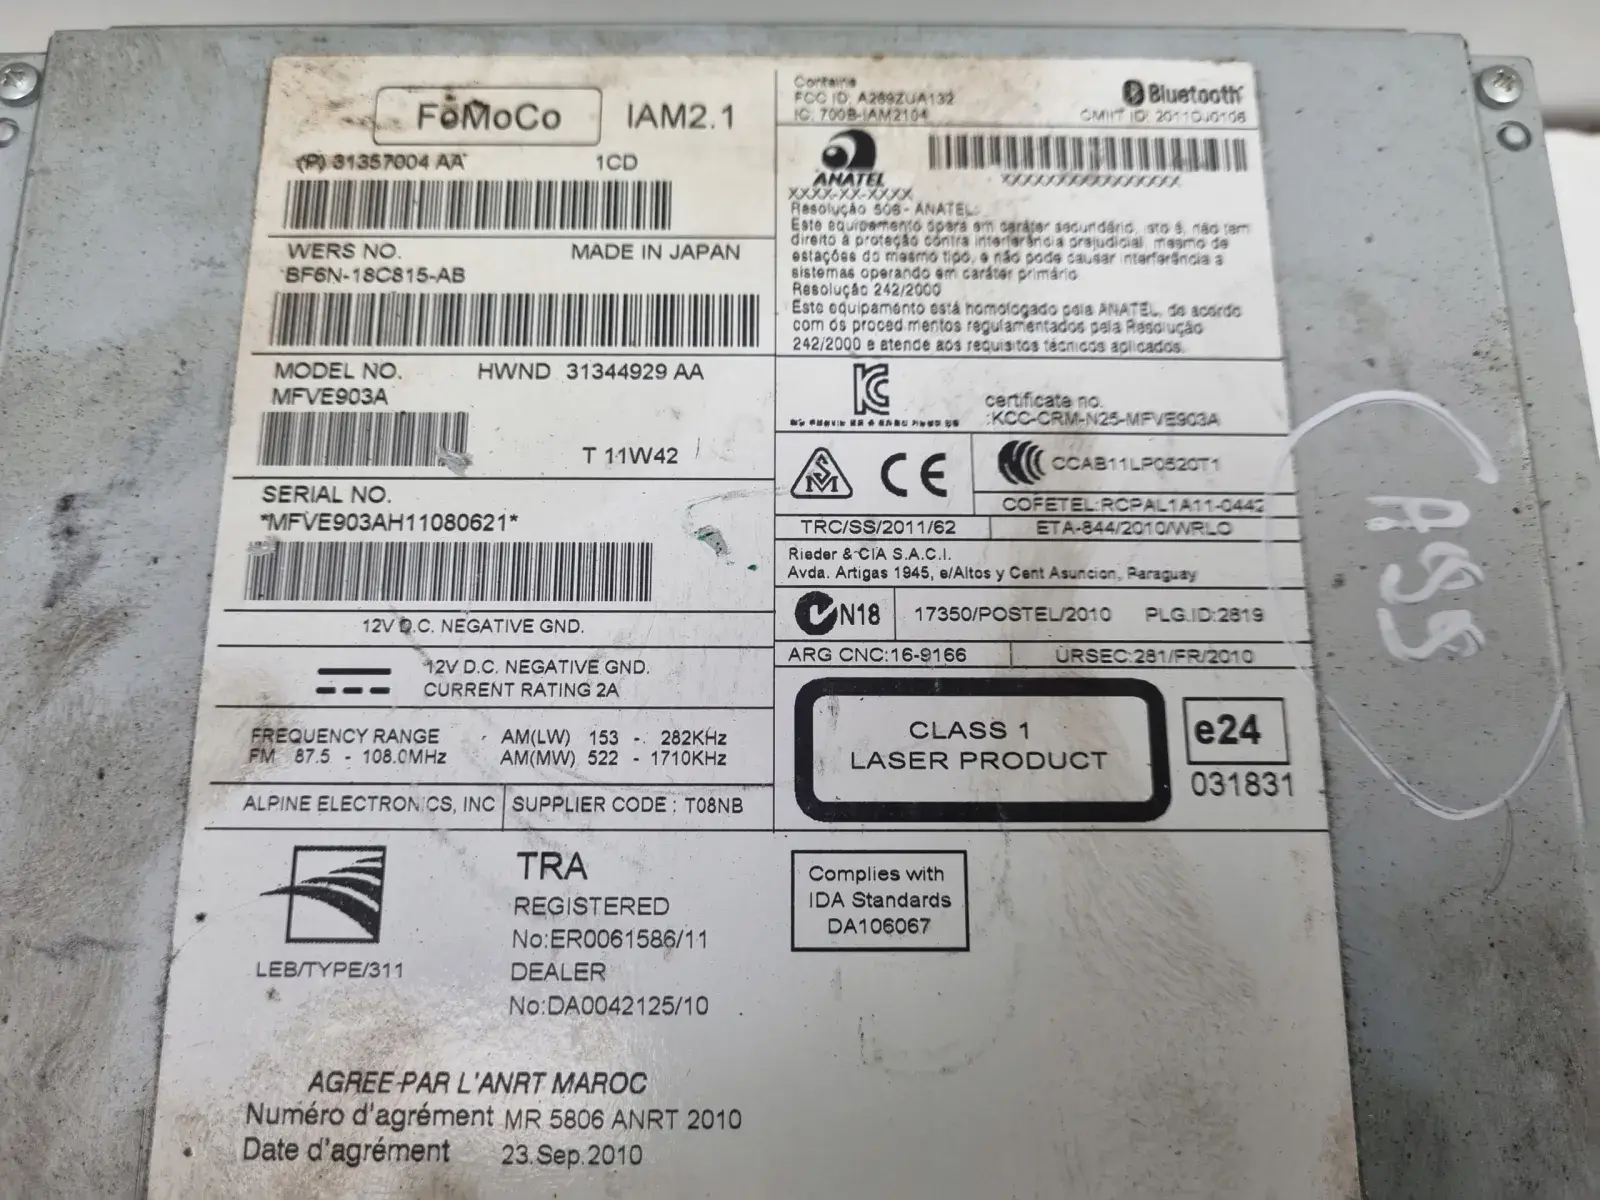 FoMoCo IAM2.1
(P) 31357004 AA 1CD
WERS NO. MADE IN JAPAN
BF6N-18C815-AB
MODEL NO. HWND 31344929 AA
MFVE903A
T 11W42
SERIAL NO.
*MFVE903AH11080621*
12V D.C. NEGATIVE GND.
12V D.C. NEGATIVE GND.
CURRENT RATING 2A
FREQUENCY RANGE AM(LW) 153 - 282KHz
FM 87.5 - 108.0MHz AM(MW) 522 - 1710KHz
ALPINE ELECTRONICS, INC SUPPLIER CODE : T08NB
Contains
FCC ID: A269ZUA132
IC: 700B-IAM2104
Bluetooth
CMIIT ID: 2011DJ0106
ANATEL
XXXX-XX-XXXX
XXXXXXXXXXXXXXXXX
Resolução 506 - ANATEL:
Este equipamento opera em caráter secundário, isto é, não tem
direito à proteção contra interferência prejudicial, mesmo de
estações do mesmo tipo, e não pode causar interferência a
sistemas operando em caráter primário
Resolução 242/2000
Este equipamento está homologado pela ANATEL, de acordo
com os procedimentos regulamentados pela Resolução
242/2000 e atende aos requisitos técnicos aplicados.
certificate no.
:KCC-CRM-N25-MFVE903A
CE
CCAB11LP0520T1
COFETEL:RCPAL1A11-0442
TRC/SS/2011/62 ETA-844/2010/WRLO
Rieder & CIA S.A.C.I.
Avda. Artigas 1945, e/Altos y Cent Asuncion, Paraguay
N18 17350/POSTEL/2010 PLG.ID:2819
ARG CNC:16-9166 URSEC:281/FR/2010
CLASS 1
LASER PRODUCT
e24
031831
LEB/TYPE/311
TRA
REGISTERED
No:ER0061586/11
DEALER
No:DA0042125/10
Complies with
IDA Standards
DA106067
AGREE PAR L'ANRT MAROC
Numéro d'agrément MR 5806 ANRT 2010
Date d'agrément 23.Sep.2010